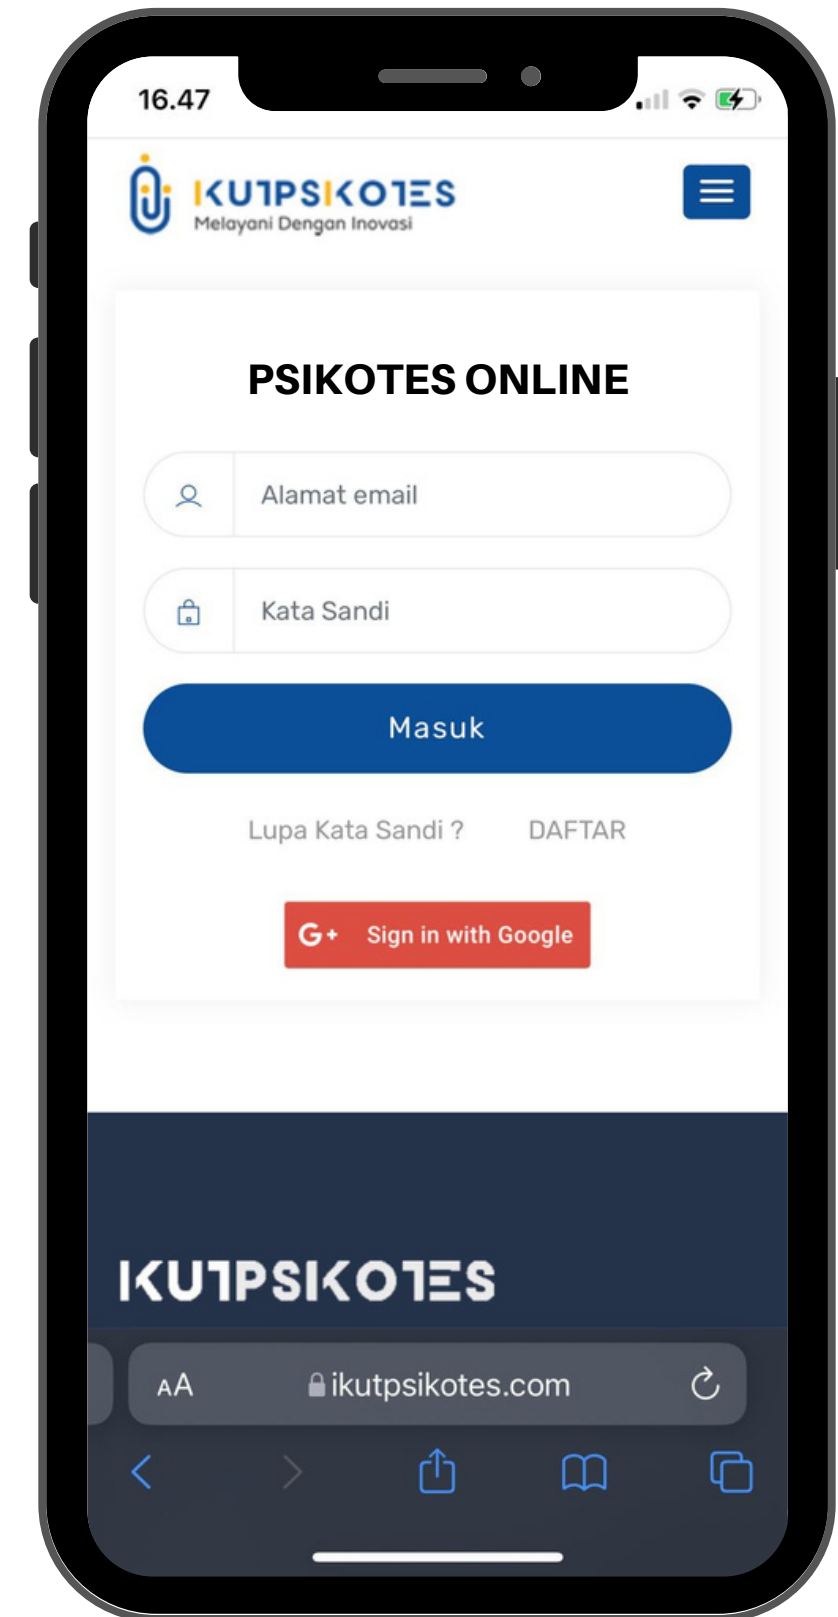 16.47
IKUTPSIKOTES
Melayani Dengan Inovasi
PSIKOTES ONLINE
Alamat email
Kata Sandi
Masuk
Lupa Kata Sandi ? DAFTAR
G+ Sign in with Google
IKUTPSIKOTES
AA ikutpsikotes.com